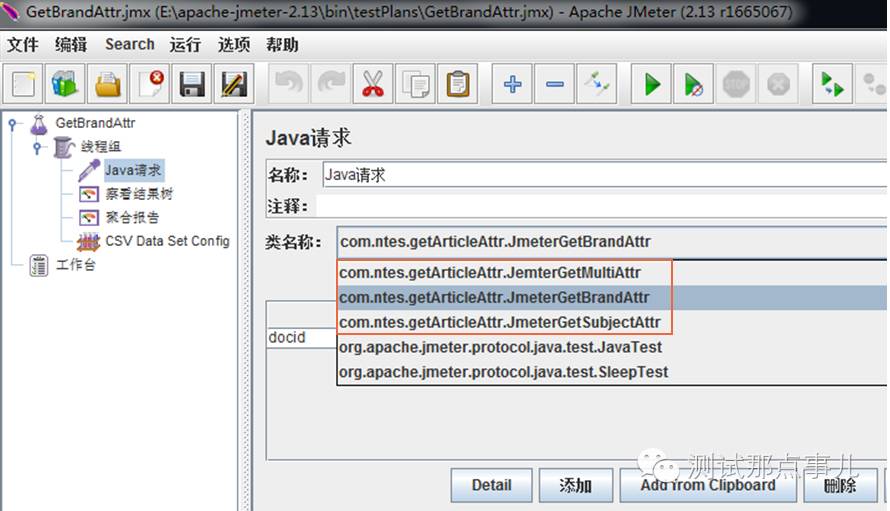 GetBrandAttr.jmx (E:\apache-jmeter-2.13\bin\testPlans\GetBrandAttr.jmx) - Apache JMeter (2.13 r1665067)
文件 编辑 Search 运行 选项 帮助
STOP
GetBrandAttr
线程组
Java请求
察看结果树
聚合报告
CSV Data Set Config
工作台
Java请求
名称： Java请求
注释：
类名称： com.ntes.getArticleAttr.JmeterGetBrandAttr
com.ntes.getArticleAttr.JemterGetMultiAttr
com.ntes.getArticleAttr.JmeterGetBrandAttr
com.ntes.getArticleAttr.JmeterGetSubjectAttr
docid
org.apache.jmeter.protocol.java.test.JavaTest
org.apache.jmeter.protocol.java.test.SleepTest
测试那点事儿
Detail 添加 Add from Clipboard 删除